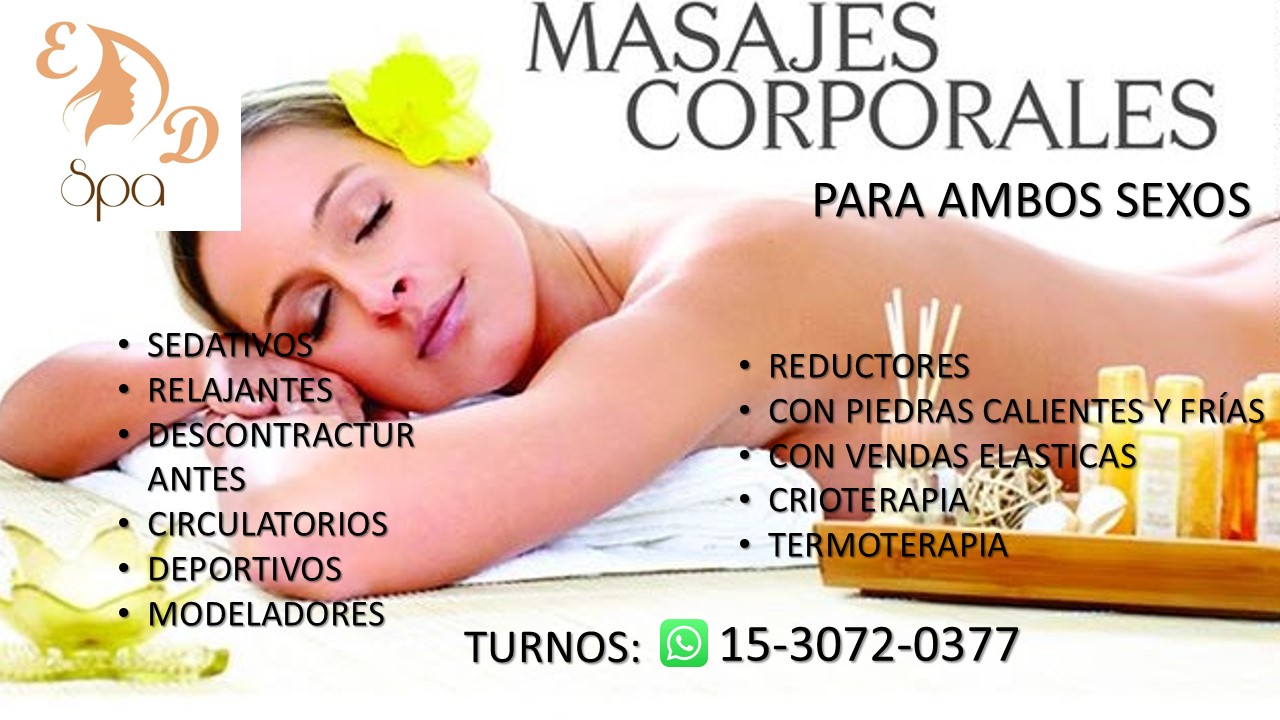 E D
Spa
MASAJES
CORPORALES
PARA AMBOS SEXOS
• SEDATIVOS
• RELAJANTES
• DESCONTRACTUR
ANTES
• CIRCULATORIOS
• DEPORTIVOS
• MODELADORES
• REDUCTORES
• CON PIEDRAS CALIENTES Y FRÍAS
• CON VENDAS ELASTICAS
• CRIOTERAPIA
• TERMOTERAPIA
TURNOS: 15-3072-0377